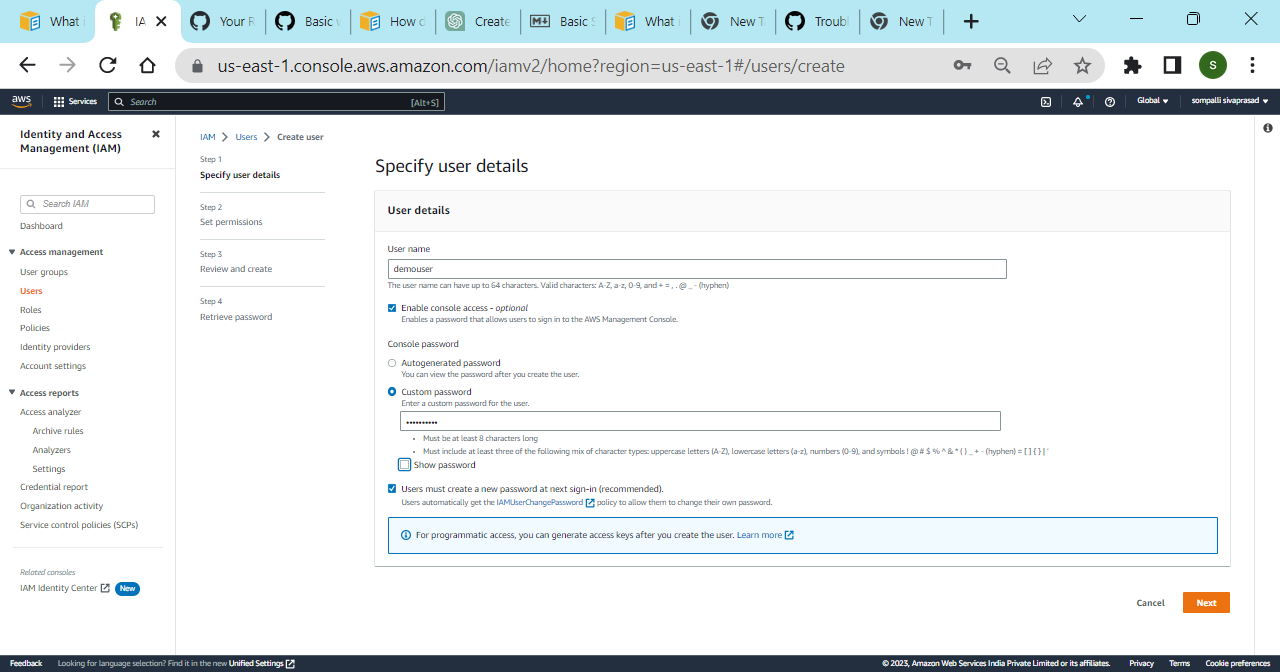 What i
IA
Your R
Basic w
How d
Create
Basic S
What i
New T
Troubl
New T
us-east-1.console.aws.amazon.com/iamv2/home?region=us-east-1#/users/create
S
aws
Services
Search
[Alt+S]
Global
sompalli sivaprasad
Identity and Access
Management (IAM)
Search IAM
Dashboard
Access management
User groups
Users
Roles
Policies
Identity providers
Account settings
Access reports
Access analyzer
Archive rules
Analyzers
Settings
Credential report
Organization activity
Service control policies (SCPs)
Related consoles
IAM Identity Center New
IAM > Users > Create user
Step 1
Specify user details
Step 2
Set permissions
Step 3
Review and create
Step 4
Retrieve password
Specify user details
User details
User name
demouser
The user name can have up to 64 characters. Valid characters: A-Z, a-z, 0-9, and + = , . @ _ - (hyphen)
Enable console access - optional
Enables a password that allows users to sign in to the AWS Management Console.
Console password
Autogenerated password
You can view the password after you create the user.
Custom password
Enter a custom password for the user.
••••••••••
• Must be at least 8 characters long
• Must include at least three of the following mix of character types: uppercase letters (A-Z), lowercase letters (a-z), numbers (0-9), and symbols ! @ # $ % ^ & * ( ) _ + - (hyphen) = [ ] { } | '
Show password
Users must create a new password at next sign-in (recommended).
Users automatically get the IAMUserChangePassword policy to allow them to change their own password.
For programmatic access, you can generate access keys after you create the user. Learn more
Cancel
Next
Feedback
Looking for language selection? Find it in the new Unified Settings
© 2023, Amazon Web Services India Private Limited or its affiliates.
Privacy
Terms
Cookie preferences